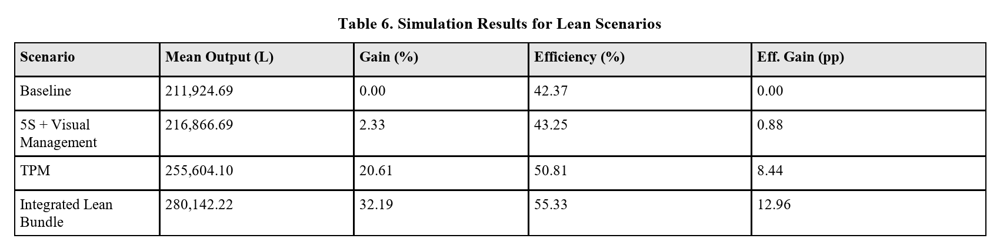 Table 6. Simulation Results for Lean Scenarios
Scenario Mean Output (L) Gain (%) Efficiency (%) Eff. Gain (pp)
Baseline 211,924.69 0.00 42.37 0.00
5S + Visual 216,866.69 2.33 43.25 0.88
Management
TPM 255,604.10 20.61 50.81 8.44
Integrated Lean 280,142.22 32.19 55.33 12.96
Bundle